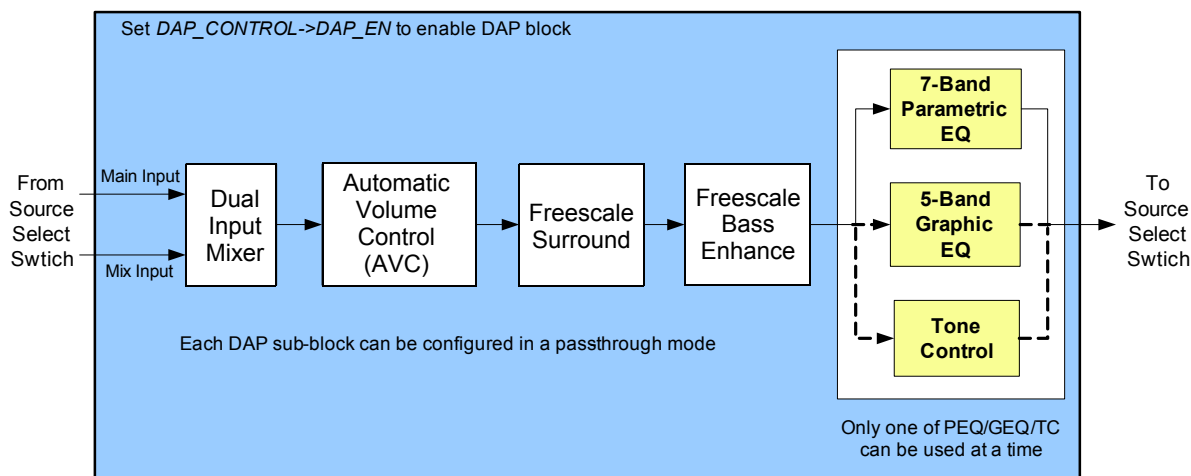 Set DAP_CONTROL->DAP_EN to enable DAP block
From
Source
Select
Swtich
Main Input
Mix Input
Dual
Input
Mixer
Automatic
Volume
Control
(AVC)
Freescale
Surround
Freescale
Bass
Enhance
7-Band
Parametric
EQ
5-Band
Graphic
EQ
Tone
Control
To
Source
Select
Swtich
Each DAP sub-block can be configured in a passthrough mode
Only one of PEQ/GEQ/TC
can be used at a time